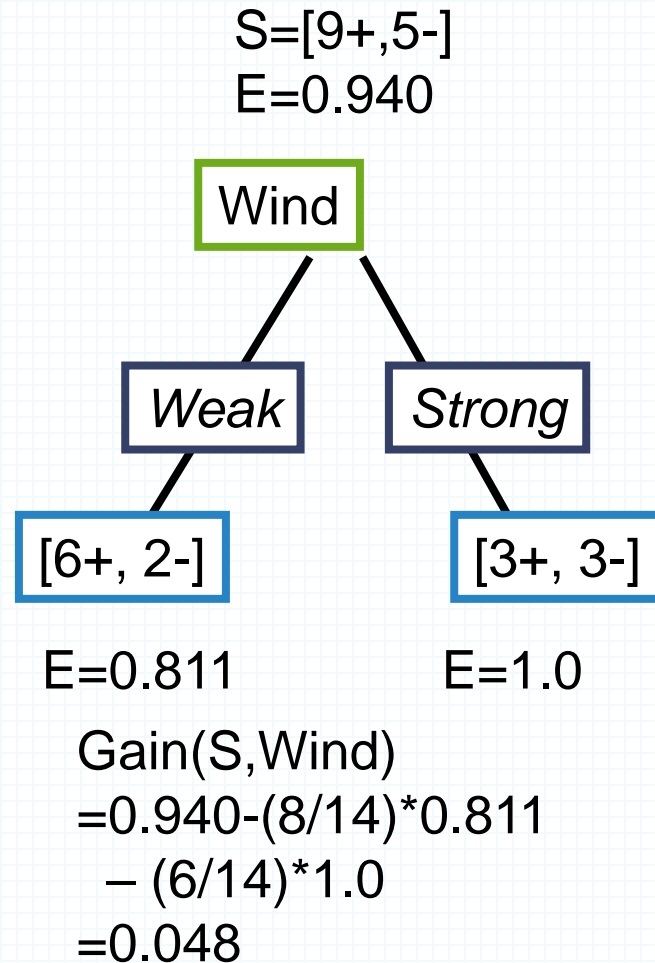 S=[9+,5-]
E=0.940
Wind
Weak
Strong
[6+, 2-]
[3+, 3-]
E=0.811
E=1.0
Gain(S,Wind)
=0.940-(8/14)*0.811
– (6/14)*1.0
=0.048